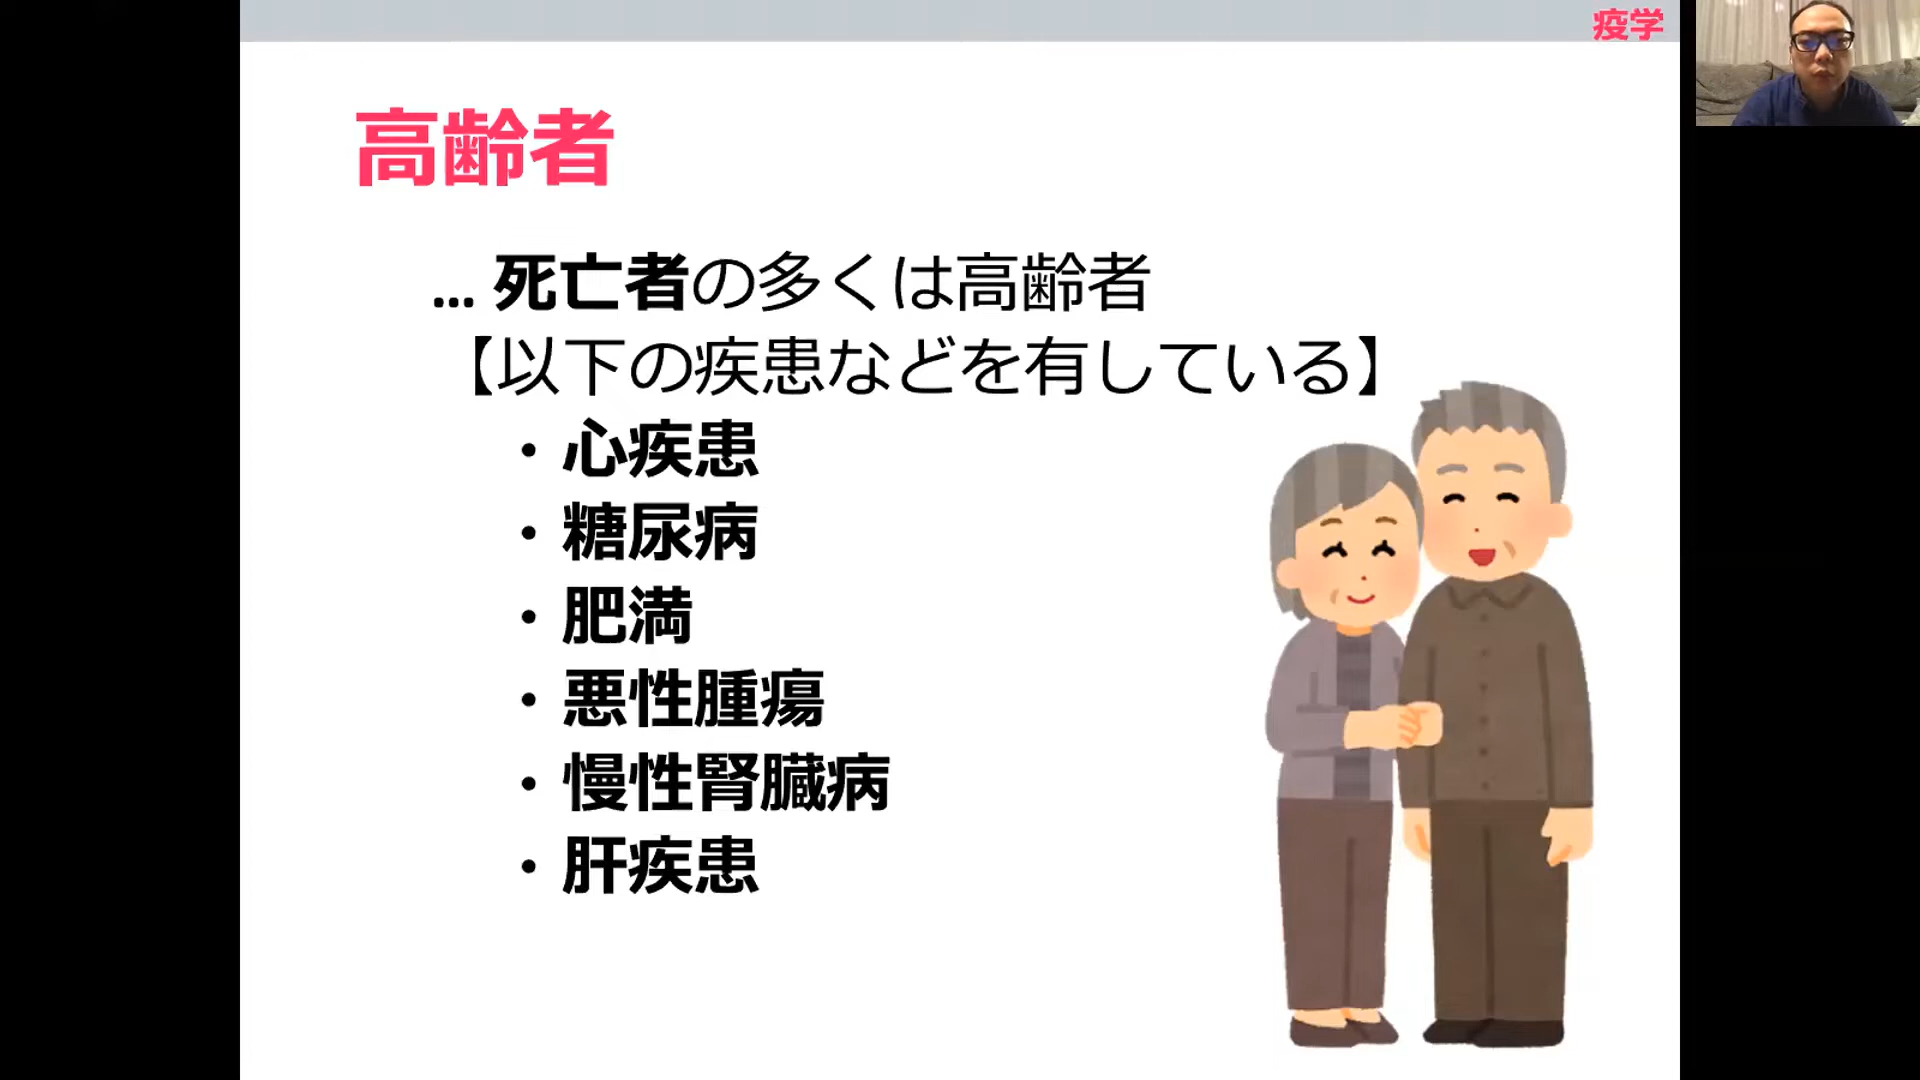 疫学
高齢者
... 死亡者の多くは高齢者
【以下の疾患などを有している】
・心疾患
・糖尿病
・肥満
・悪性腫瘍
・慢性腎臓病
・肝疾患